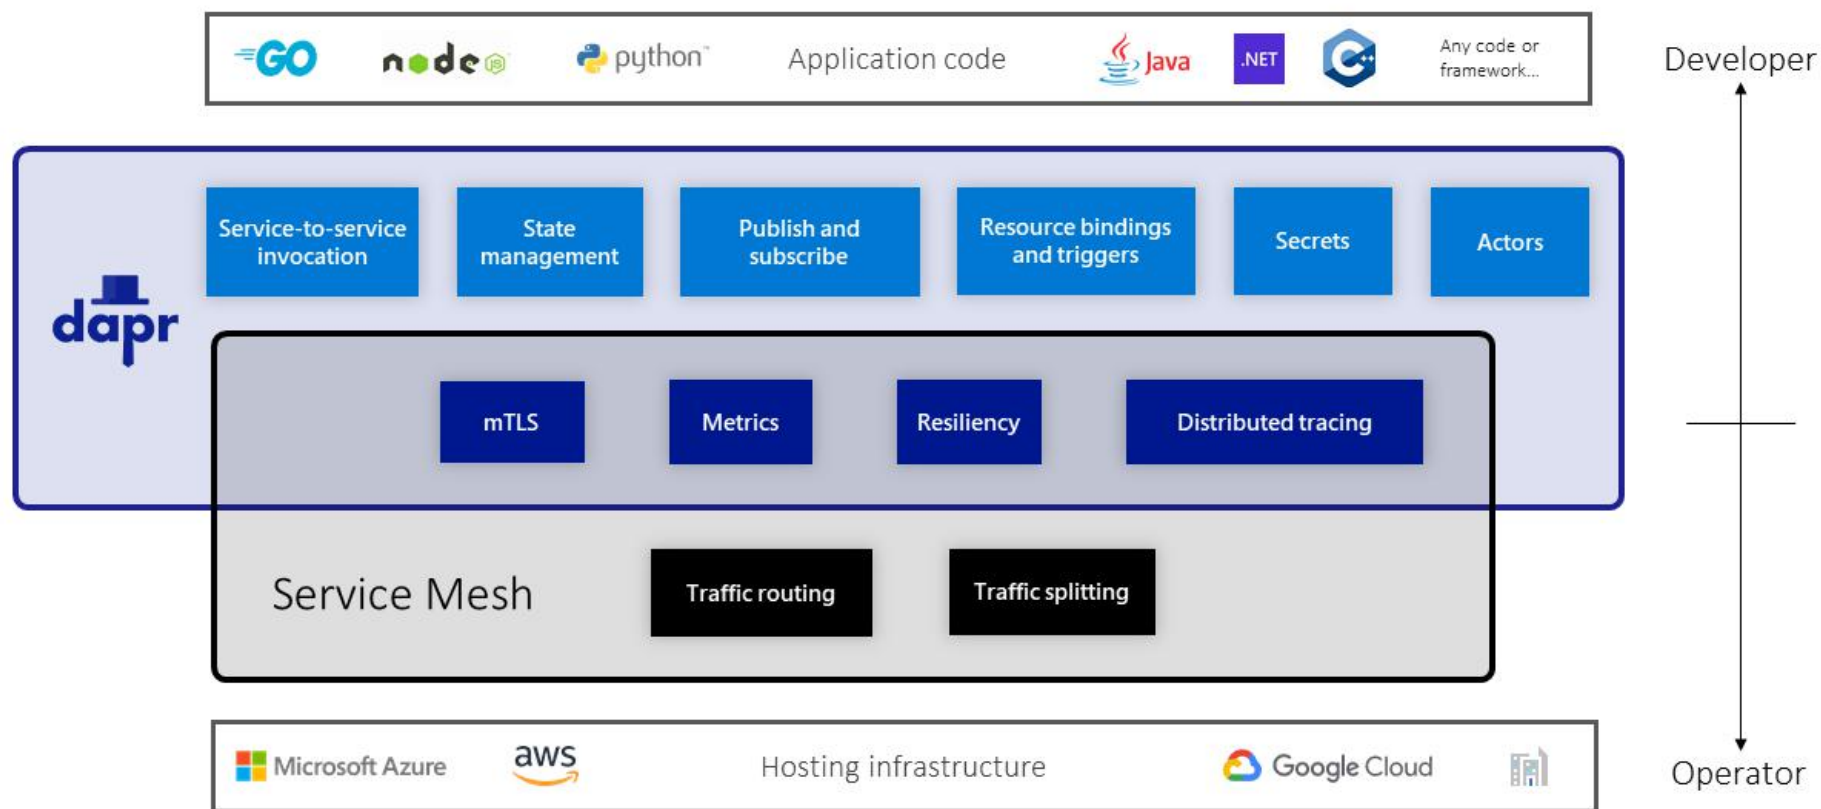 GO
node
JS
python™
Application code
Java
.NET
C++
Any code or
framework...
Developer
Service-to-service
invocation
State
management
Publish and
subscribe
Resource bindings
and triggers
Secrets
Actors
dapr
mTLS
Metrics
Resiliency
Distributed tracing
Service Mesh
Traffic routing
Traffic splitting
Microsoft Azure
aws
Hosting infrastructure
Google Cloud
Operator